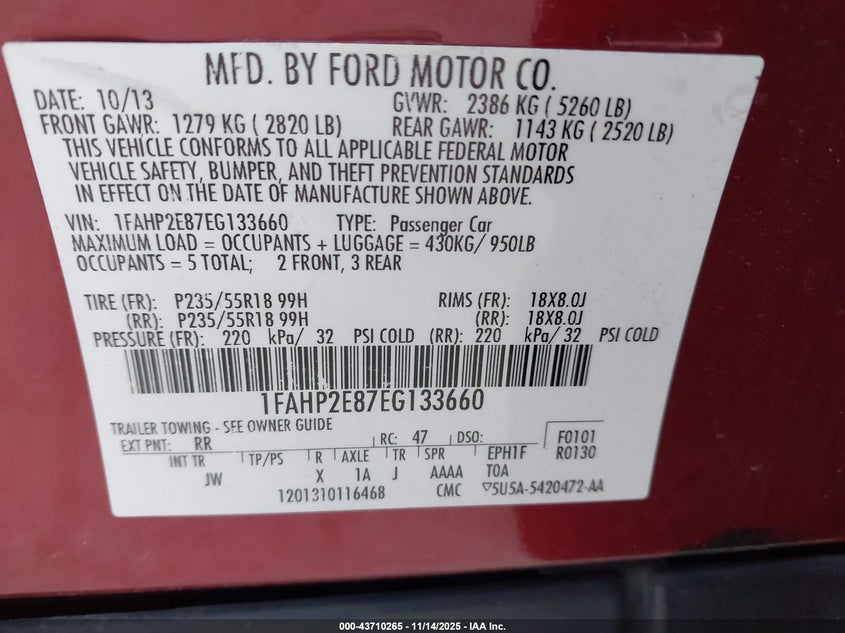 MFD. BY FORD MOTOR CO.
DATE: 10/13 GVWR: 2386 KG ( 5260 LB)
FRONT GAWR: 1279 KG ( 2820 LB) REAR GAWR: 1143 KG ( 2520 LB)
THIS VEHICLE CONFORMS TO ALL APPLICABLE FEDERAL MOTOR
VEHICLE SAFETY, BUMPER, AND THEFT PREVENTION STANDARDS
IN EFFECT ON THE DATE OF MANUFACTURE SHOWN ABOVE.
VIN: 1FAHP2E87EG133660 TYPE: Passenger Car
MAXIMUM LOAD = OCCUPANTS + LUGGAGE = 430KG/ 950LB
OCCUPANTS = 5 TOTAL; 2 FRONT, 3 REAR
TIRE (FR): P235/55R18 99H RIMS (FR): 18X8.0J
(RR): P235/55R18 99H (RR): 18X8.0J
PRESSURE (FR): 220 kPa/ 32 PSI COLD (RR): 220 kPa/ 32 PSI COLD
1FAHP2E87EG133660
TRAILER TOWING - SEE OWNER GUIDE
EXT PNT: RR RC: 47 DSO: F0101
R0130
INT TR TP/PS R AXLE TR SPR EPH1F
JW X 1A J AAAA TOA
1201310116468 CMC 5U5A-5420472-AA
000-43710265 - 11/14/2025 - IAA Inc.